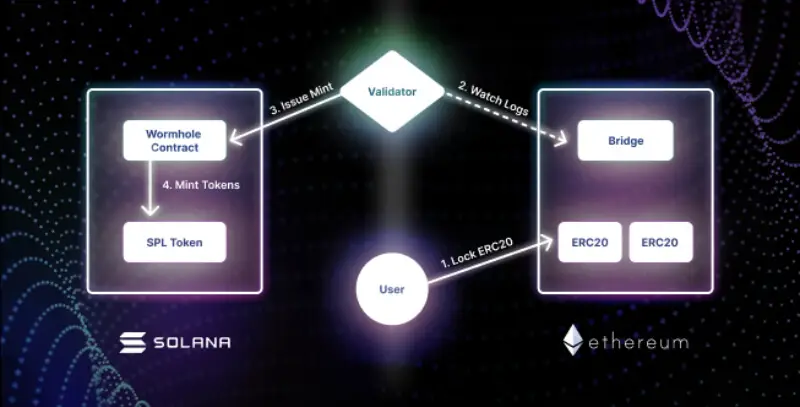 Validator
3. Issue Mint
2. Watch Logs
Wormhole
Contract
Bridge
4. Mint Tokens
SPL Token
ERC20
ERC20
1. Lock ERC20
User
SOLANA
ethereum